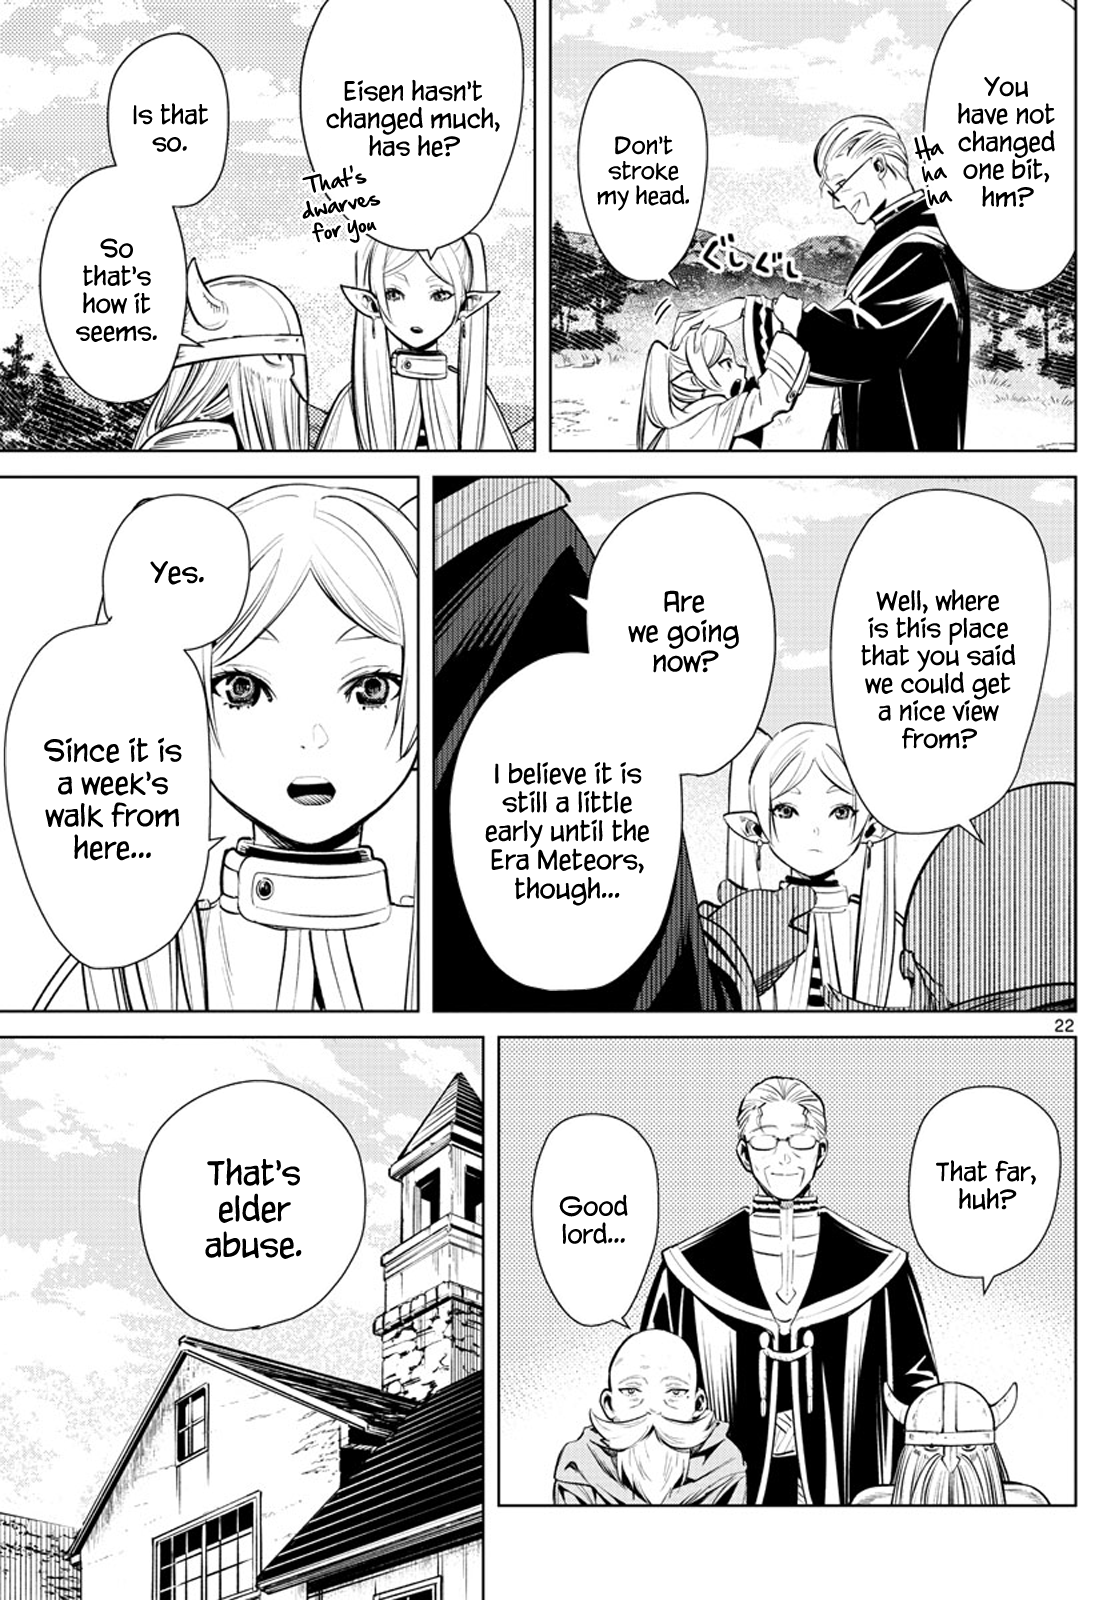 You
have not
changed
one bit,
hm?
Ha
ha
ha
Don't
stroke
my head.
ぐしぐし
Eisen hasn't
changed much,
has he?
That's
dwarves
for you
Is that
so.
So
that's
how it
seems.
Well, where
is this place
that you said
we could get
a nice view
from?
Are
we going
now?
I believe it is
still a little
early until the
Era Meteors,
though...
Yes.
Since it is
a week's
walk from
here...
22
That far,
huh?
Good
lord...
That's
elder
abuse.